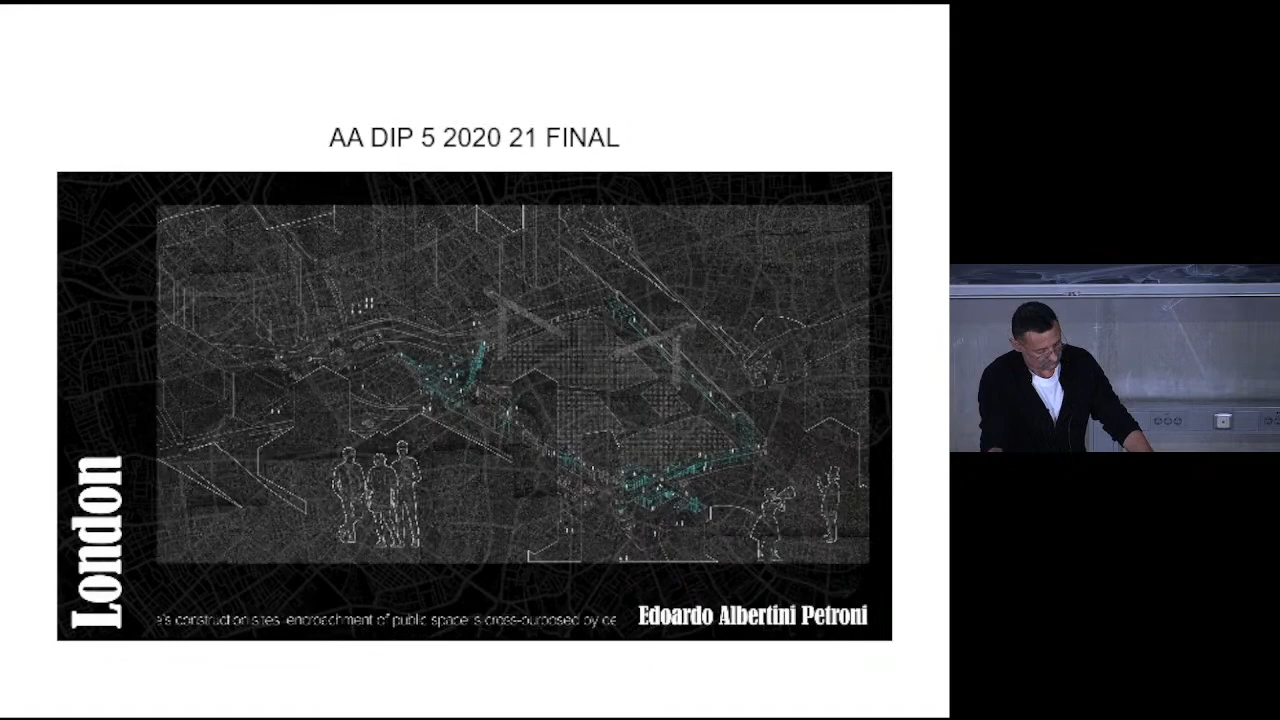 AA DIP 5 2020 21 FINAL
London
's construction sites' encroachment of public space is cross-purposed by
Edoardo Albertini Petroni